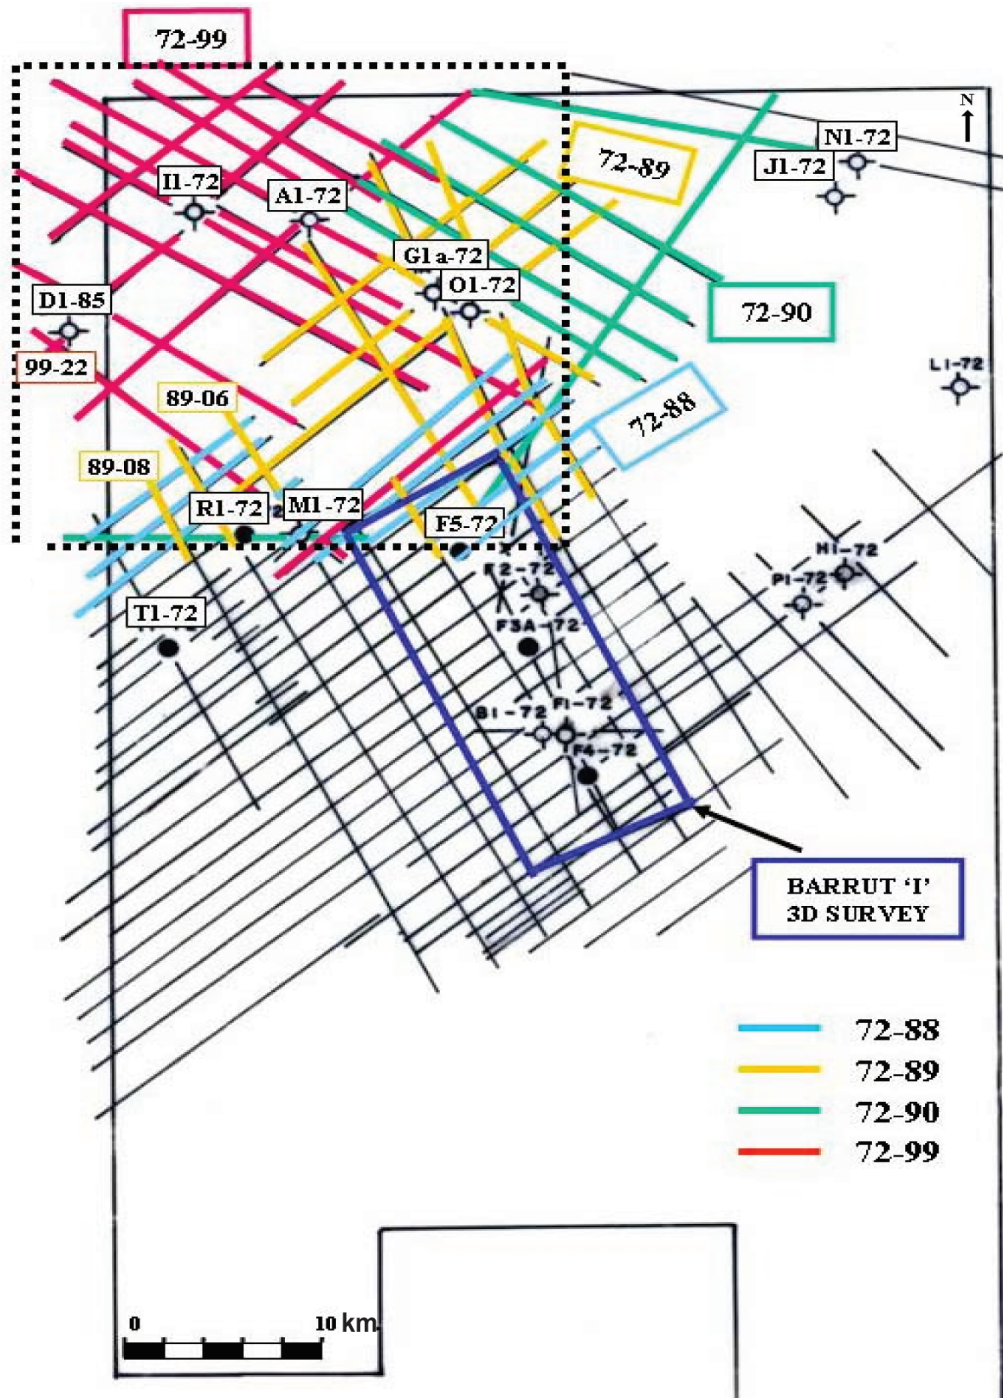 72-99
N
N1-72
J1-72
72-89
I1-72
A1-72
G1a-72
O1-72
D1-85
72-90
99-22
L1-72
89-06
72-88
89-08
R1-72
M1-72
F5-72
H1-72
F2-72
P1-72
T1-72
F3A-72
B1-72
F1-72
F4-72
BARRUT ‘I’
3D SURVEY
72-88
72-89
72-90
72-99
0 10 km